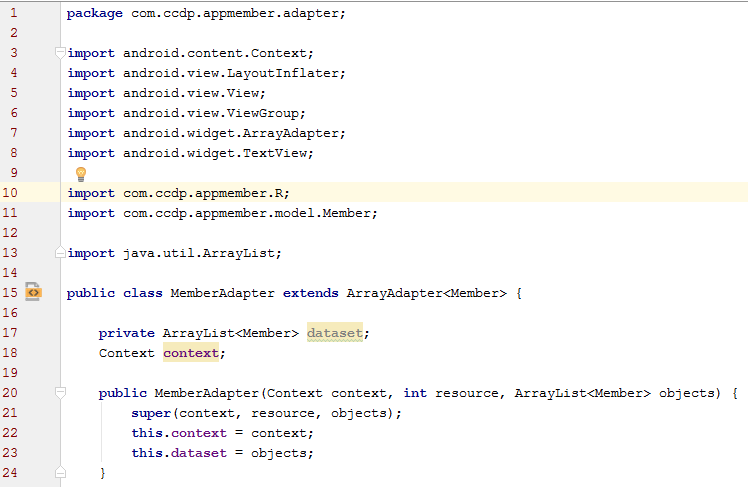 1 package com.ccdp.appmember.adapter;
2
3 import android.content.Context;
4 import android.view.LayoutInflater;
5 import android.view.View;
6 import android.view.ViewGroup;
7 import android.widget.ArrayAdapter;
8 import android.widget.TextView;
9
10 import com.ccdp.appmember.R;
11 import com.ccdp.appmember.model.Member;
12
13 import java.util.ArrayList;
14
15 public class MemberAdapter extends ArrayAdapter<Member> {
16
17     private ArrayList<Member> dataset;
18     Context context;
19
20     public MemberAdapter(Context context, int resource, ArrayList<Member> objects) {
21         super(context, resource, objects);
22         this.context = context;
23         this.dataset = objects;
24     }